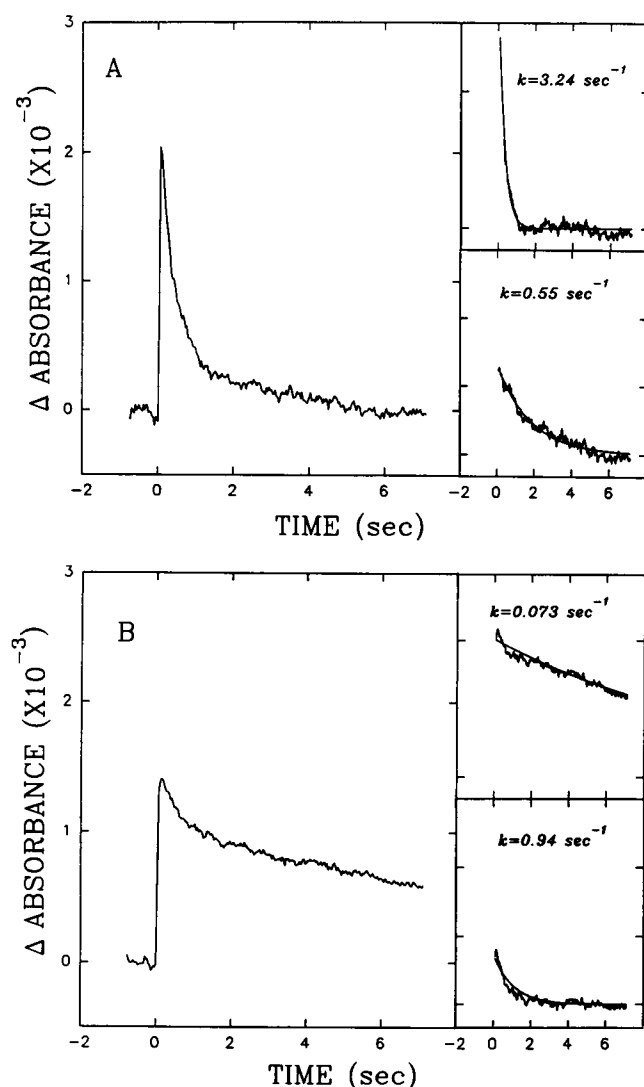 A
3
2
1
0
Δ ABSORBANCE (X10⁻³)
-2
0
2
4
6
TIME (sec)
k=3.24 sec⁻¹
k=0.55 sec⁻¹
-2
0
2
4
6
B
3
2
1
0
Δ ABSORBANCE (X10⁻³)
-2
0
2
4
6
TIME (sec)
k=0.073 sec⁻¹
k=0.94 sec⁻¹
-2
0
2
4
6